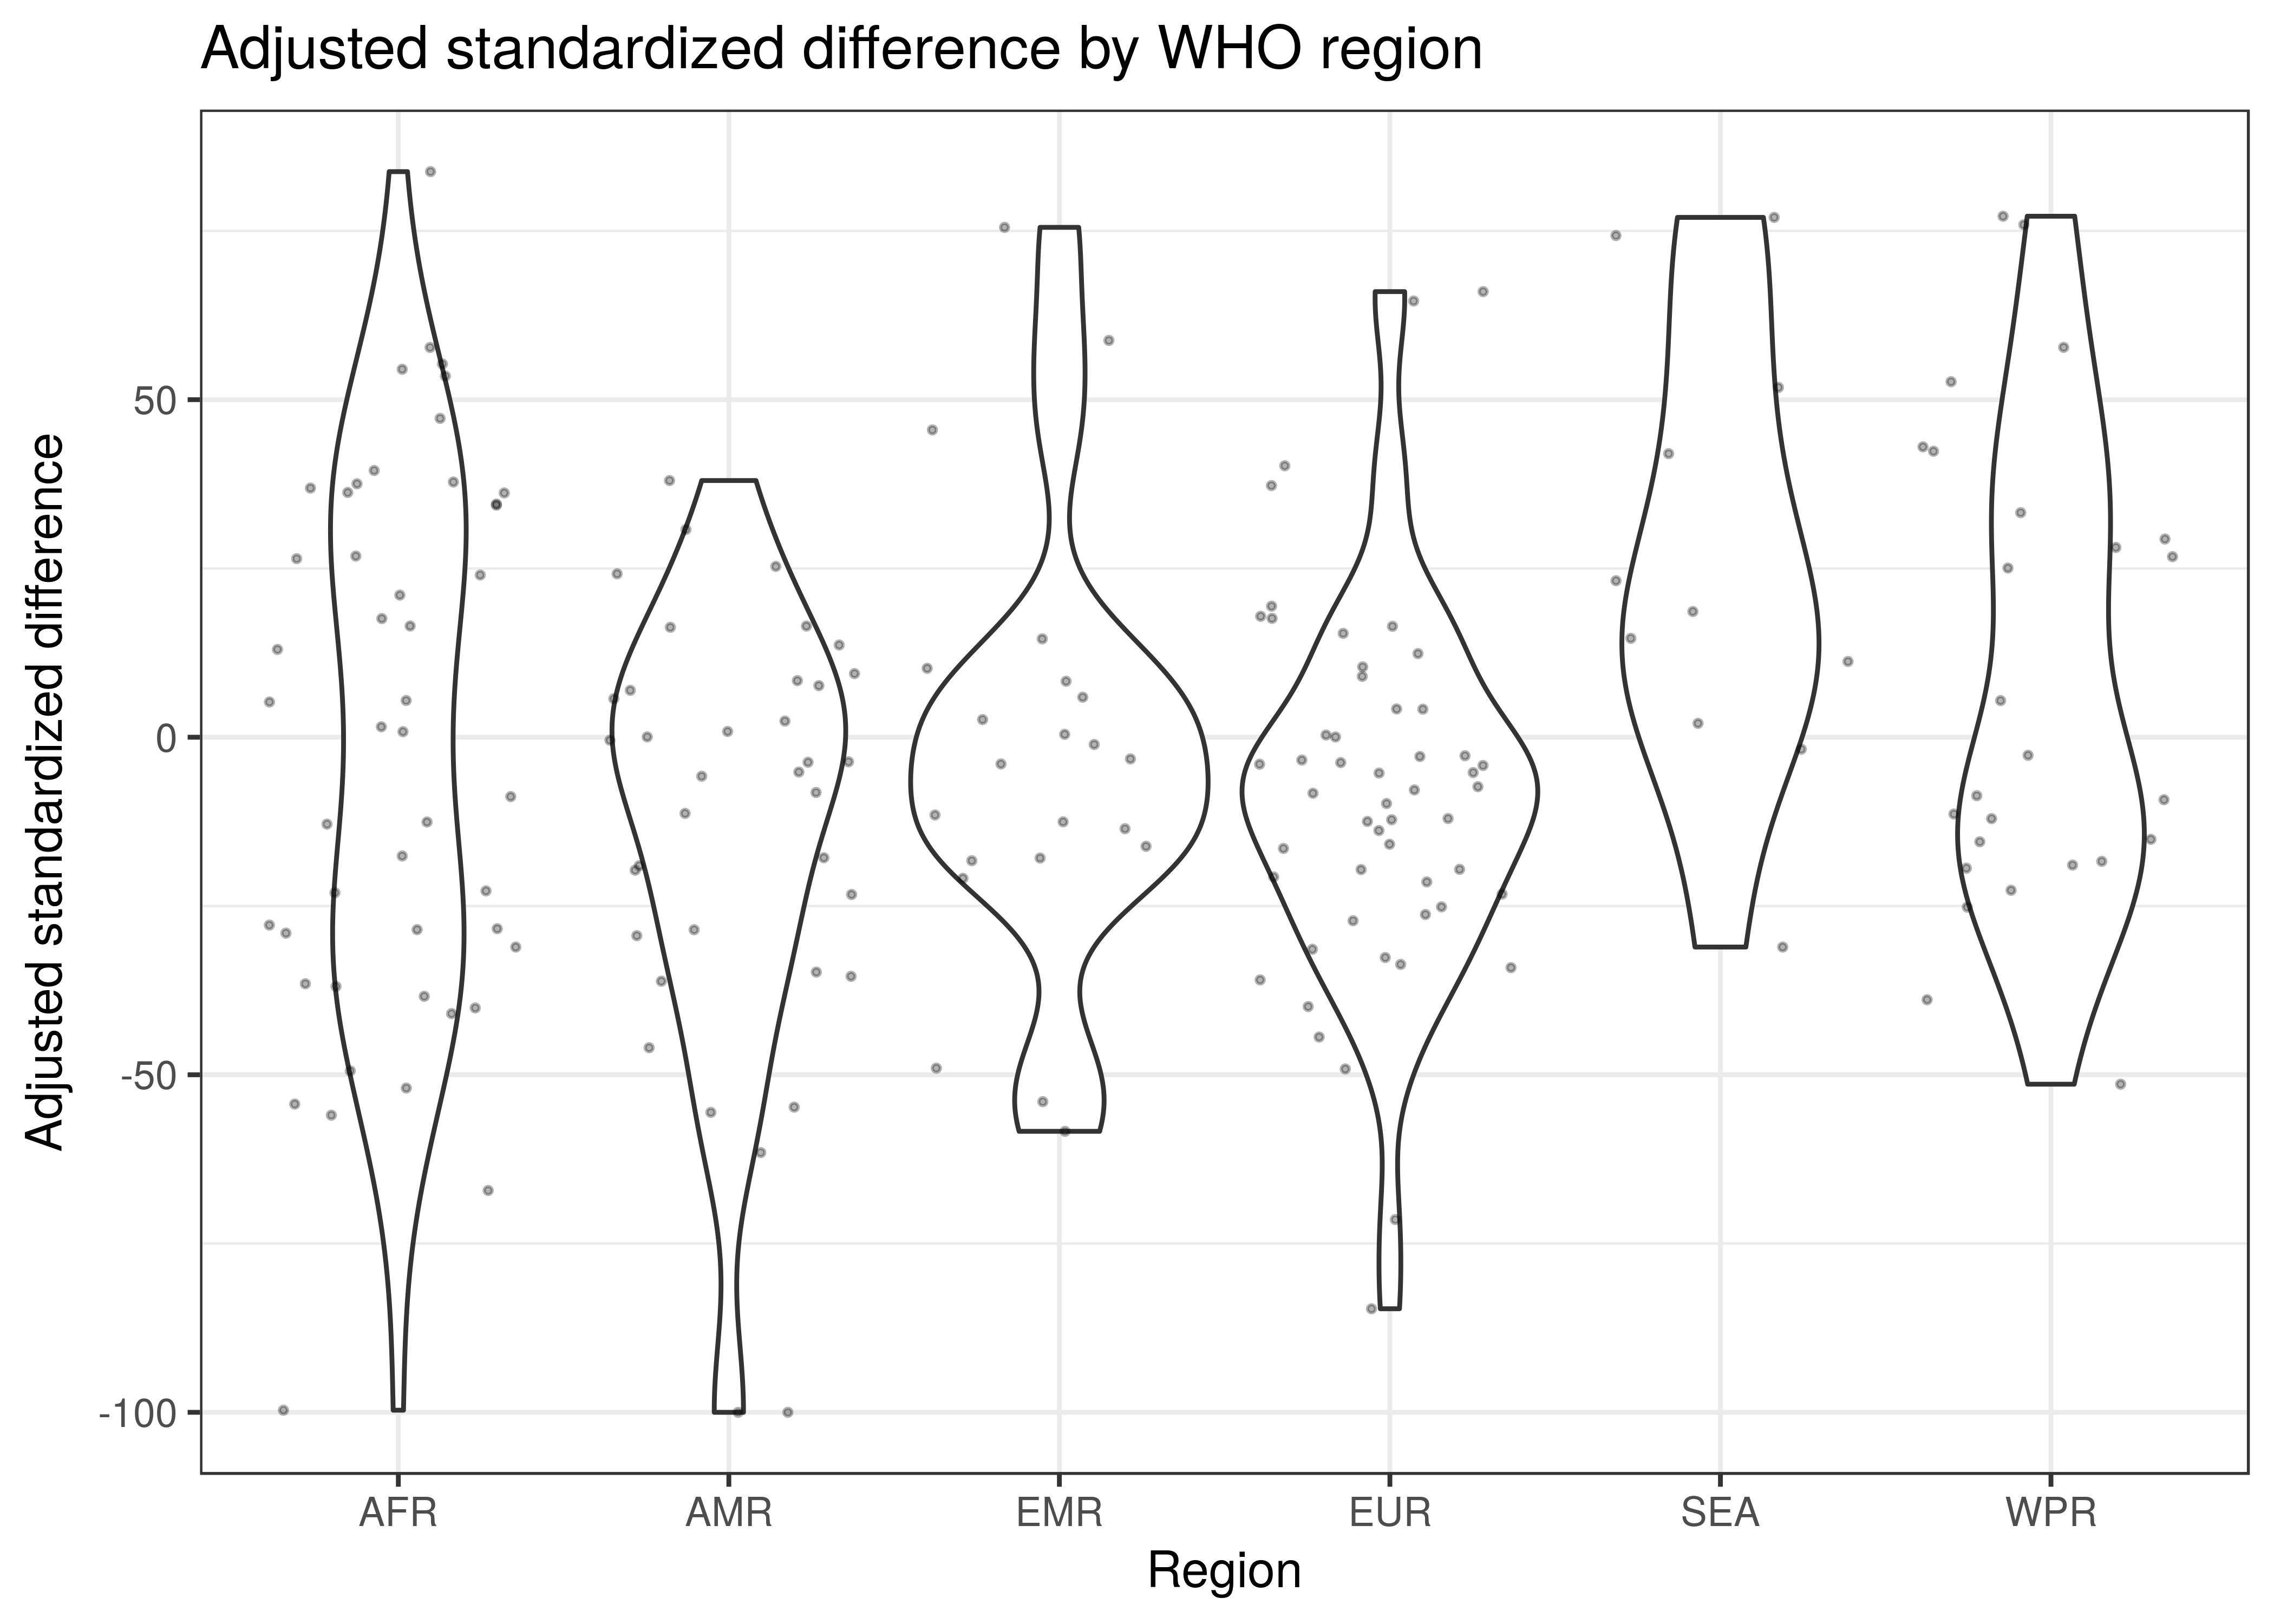 Adjusted standardized difference by WHO region
Adjusted standardized difference
50
0
-50
-100
AFR AMR EMR EUR SEA WPR
Region